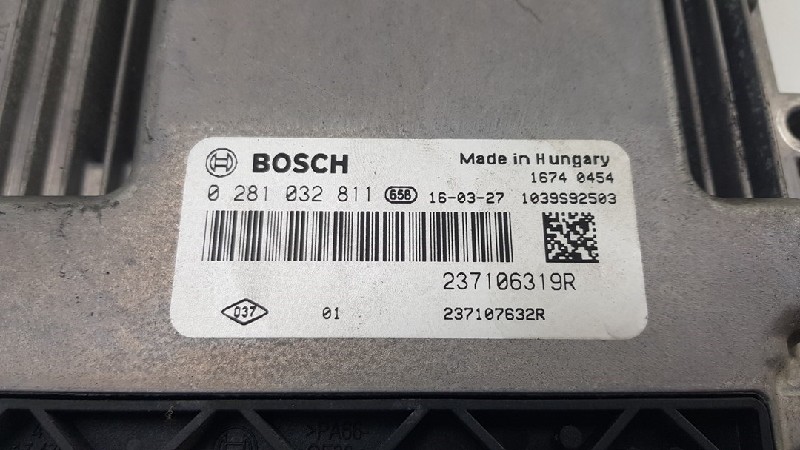 BOSCH Made in Hungary
1674 0454
0 281 032 811 656 16-03-27 1039S92503
237106319R
037 01 237107632R
>PA66-